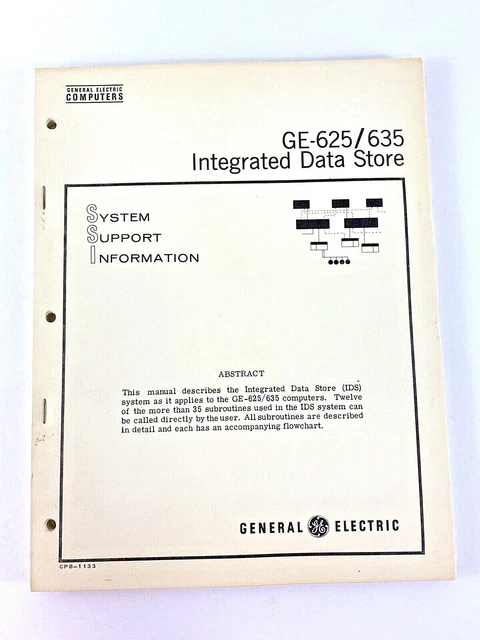 GENERAL ELECTRIC
COMPUTERS
GE-625/635
Integrated Data Store
SYSTEM
SUPPORT
INFORMATION
ABSTRACT
This manual describes the Integrated Data Store (IDS)
system as it applies to the GE-625/635 computers. Twelve
of the more than 35 subroutines used in the IDS system can
be called directly by the user. All subroutines are described
in detail and each has an accompanying flowchart.
GENERAL GE ELECTRIC
CPB-1133